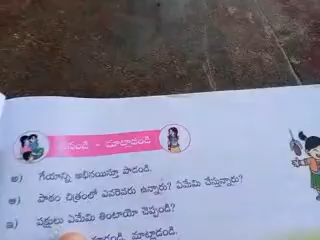 వినండి - మాట్లాడండి
అ) గేయాన్ని అభినయిస్తూ పాడండి.
ఆ) పాఠం చిత్రంలో ఎవరెవరు ఉన్నారు? ఏమేమి చేస్తున్నారు?
ఇ) పక్షులు ఏమేమి తింటాయో చెప్పండి?
మాట్లాడండి.